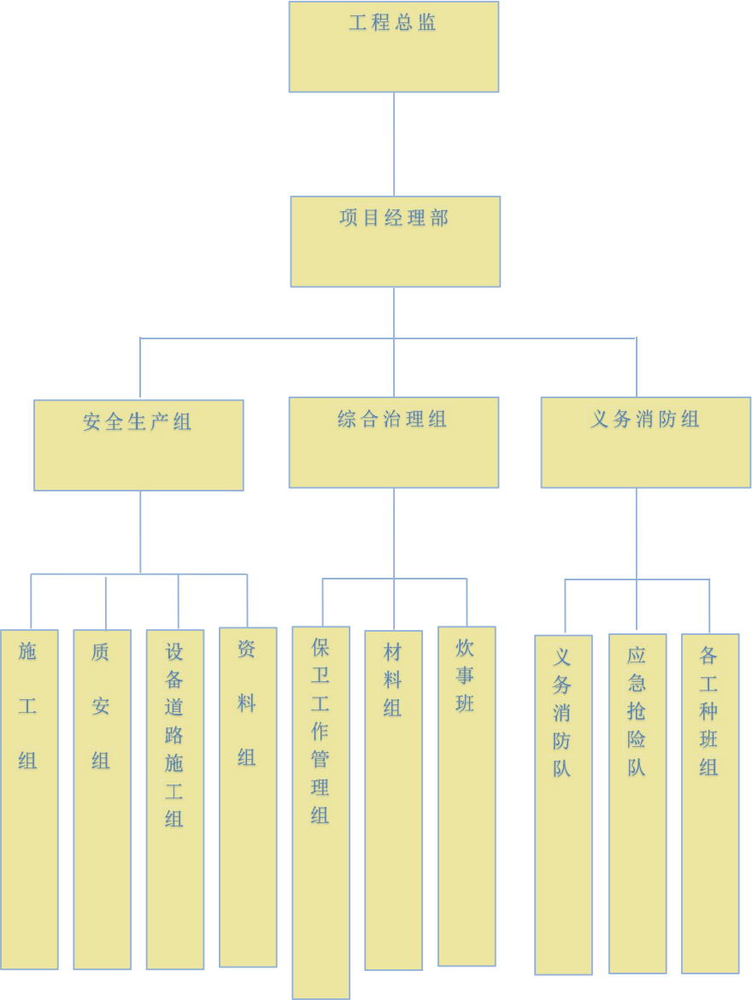 工程总监
项目经理部
安全生产组
综合治理组
义务消防组
施工组
质安组
设备道路施工组
资料组
保卫工作管理组
材料组
炊事班
义务消防队
应急抢险队
各工种班组